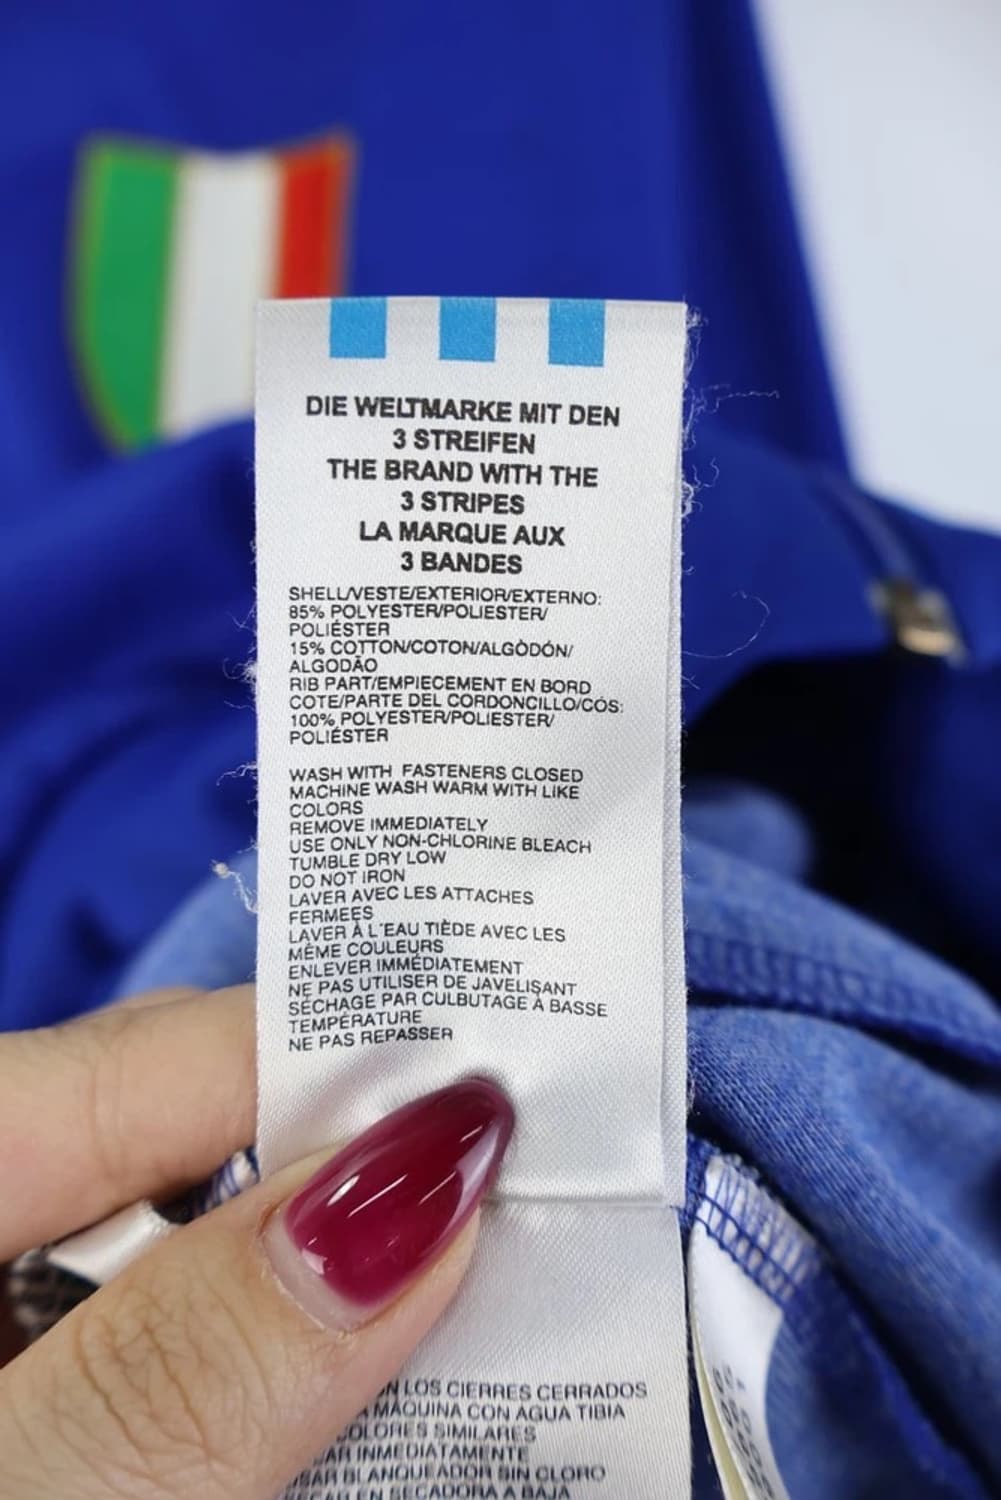 DIE WELTMARKE MIT DEN
3 STREIFEN
THE BRAND WITH THE
3 STRIPES
LA MARQUE AUX
3 BANDES
SHELL/VESTE/EXTERIOR/EXTERNO:
85% POLYESTER/POLIESTER/
POLIÉSTER
15% COTTON/COTON/ALGÒDÓN/
ALGODÃO
RIB PART/EMPIECEMENT EN BORD
COTE/PARTE DEL CORDONCILLO/CÓS:
100% POLYESTER/POLIESTER/
POLIÉSTER
WASH WITH FASTENERS CLOSED
MACHINE WASH WARM WITH LIKE
COLORS
REMOVE IMMEDIATELY
USE ONLY NON-CHLORINE BLEACH
TUMBLE DRY LOW
DO NOT IRON
LAVER AVEC LES ATTACHES
FERMEES
LAVER À L'EAU TIÈDE AVEC LES
MÊME COULEURS
ENLEVER IMMÉDIATEMENT
NE PAS UTILISER DE JAVELISANT
SÉCHAGE PAR CULBUTAGE À BASSE
TEMPÉRATURE
NE PAS REPASSER
LOS CIERRES CERRADOS
MAQUINA CON AGUA TIBIA
COLORES SIMILARES
INMEDIATAMENTE
BLANQUEADOR SIN CLORO
EN SECADORA A BAJA